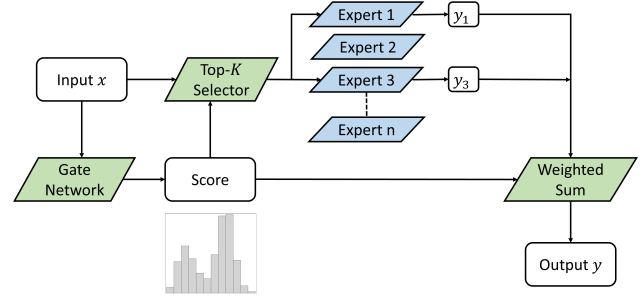 Expert 1
y₁
Expert 2
Input x
Top-K
Selector
Expert 3
y₃
Expert n
Gate
Network
Score
Weighted
Sum
Output y